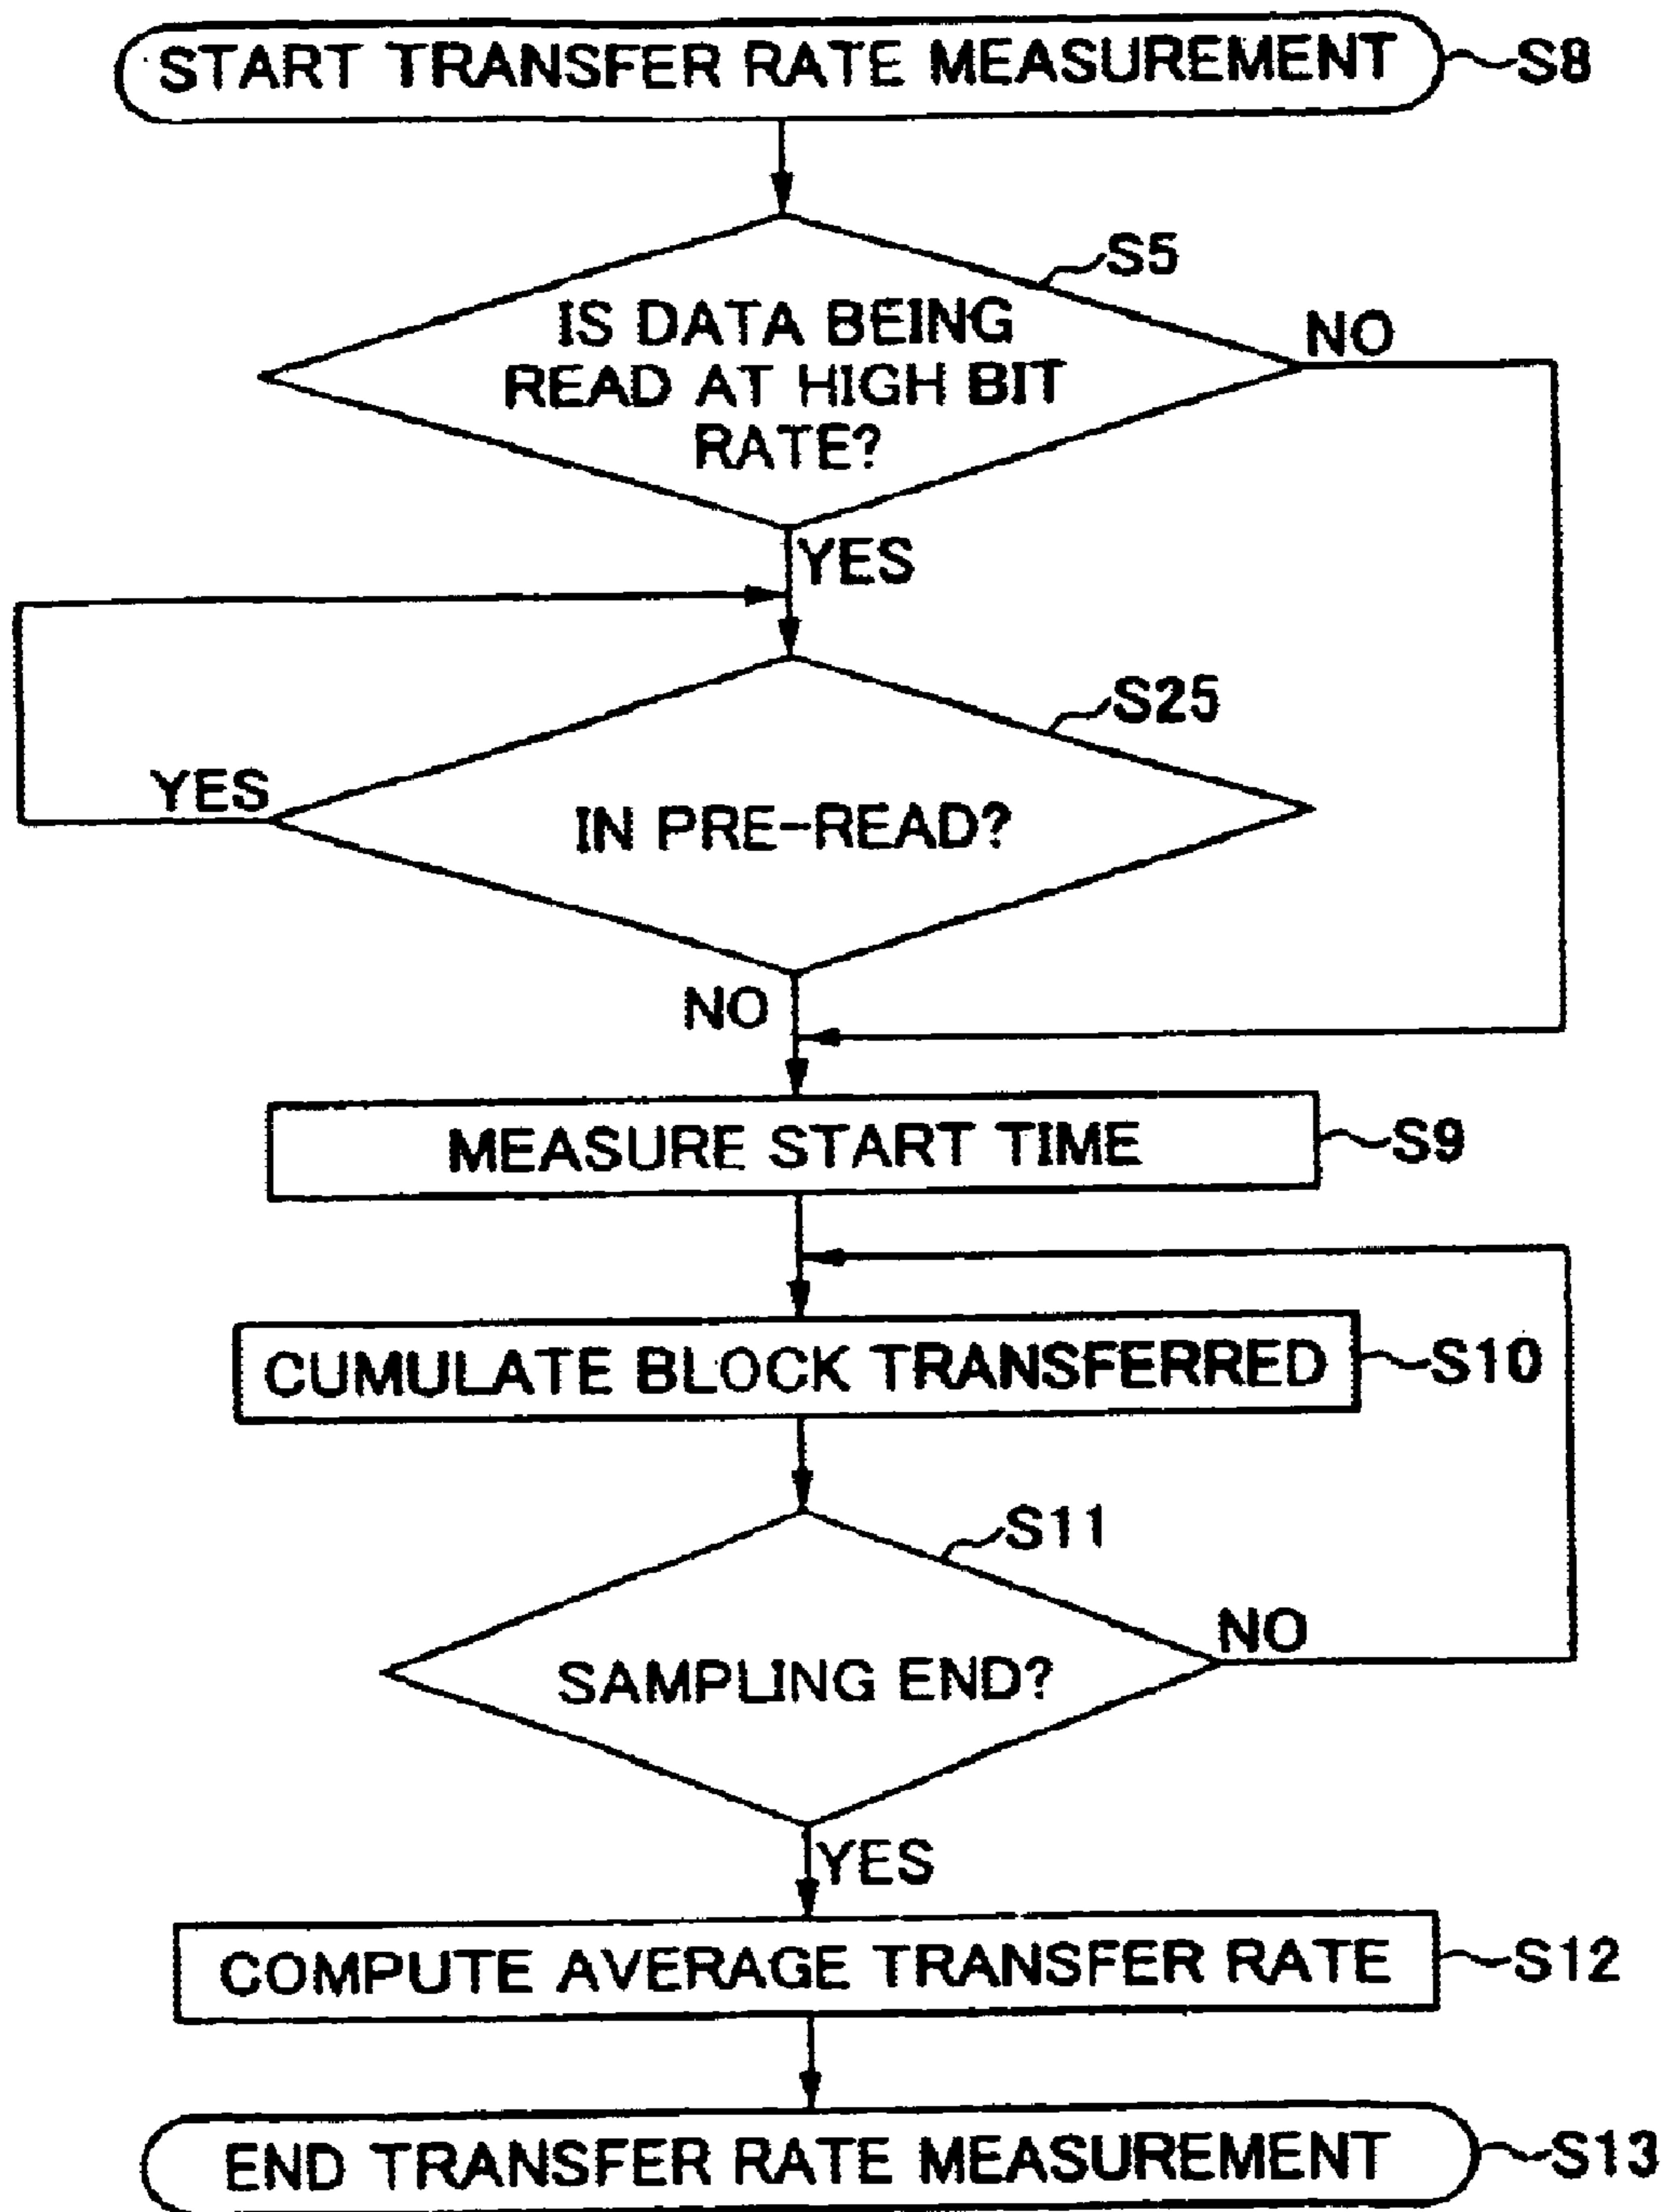 START TRANSFER RATE MEASUREMENT S8
S5
IS DATA BEING
READ AT HIGH BIT
RATE?
NO
YES
S25
YES
IN PRE-READ?
NO
MEASURE START TIME S9
CUMULATE BLOCK TRANSFERRED S10
S11
NO
SAMPLING END?
YES
COMPUTE AVERAGE TRANSFER RATE S12
END TRANSFER RATE MEASUREMENT S13